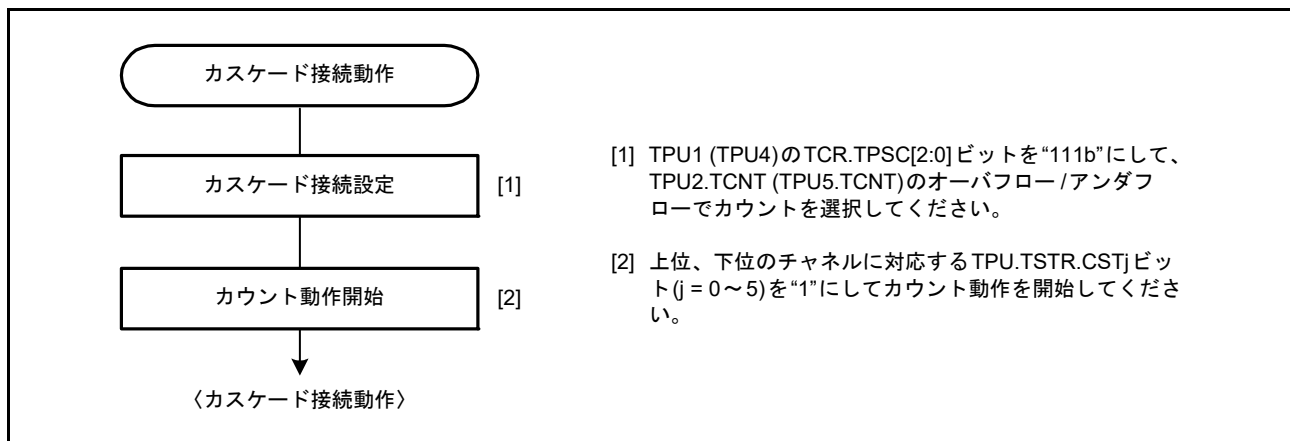 カスケード接続動作
カスケード接続設定
[1]
カウント動作開始
[2]
〈カスケード接続動作〉
[1] TPU1 (TPU4)のTCR.TPSC[2:0]ビットを“111b”にして、
TPU2.TCNT (TPU5.TCNT)のオーバフロー/アンダフ
ローでカウントを選択してください。
[2] 上位、下位のチャネルに対応するTPU.TSTR.CSTjビッ
ト(j = 0～5)を“1”にしてカウント動作を開始してくださ
い。